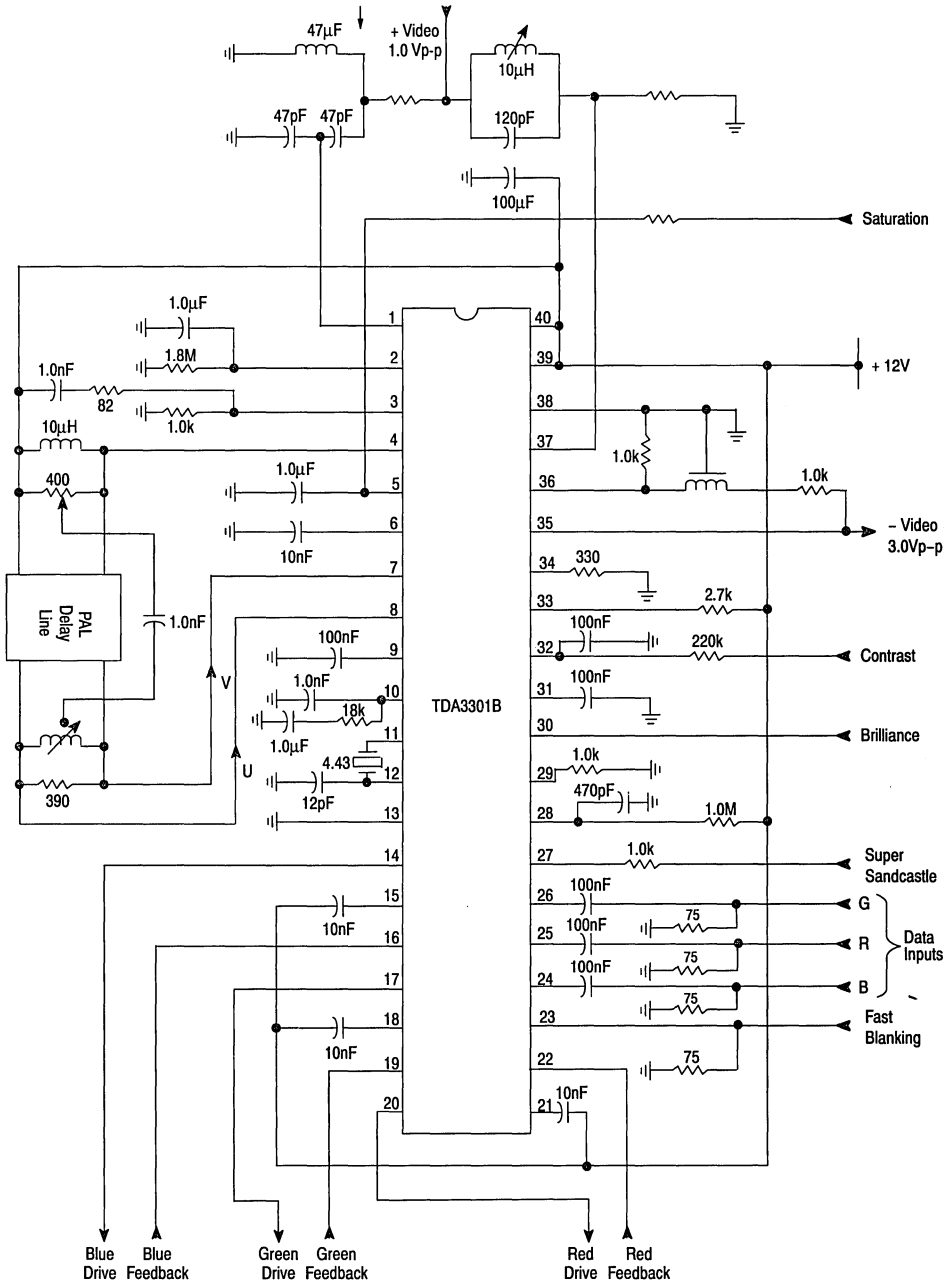 47µF
+ Video
1.0 Vp-p
10µH
47pF 47pF
120pF
100µF
Saturation
1.0µF
1 40
1.8M
2 39
+ 12V
1.0nF
82
3 38
1.0k
10µH
4 37
1.0k
400
1.0µF
5 36
1.0k
6 35
10nF
– Video
3.0Vp–p
7 34
330
PAL
Delay
Line
1.0nF
8 33
2.7k
100nF
100nF
220k
9 32
Contrast
V
1.0nF
10 31
100nF
TDA3301B
18k
1.0µF
11 30
Brilliance
4.43
U
12 29
1.0k
390
12pF
470pF
13 28
1.0M
14 27
1.0k
Super
Sandcastle
15 26
100nF
G
10nF
75
16 25
100nF
R
Data
Inputs
75
17 24
100nF
B
75
18 23
Fast
Blanking
10nF
19 22
75
20 21
10nF
Blue
Drive
Blue
Feedback
Green
Drive
Green
Feedback
Red
Drive
Red
Feedback